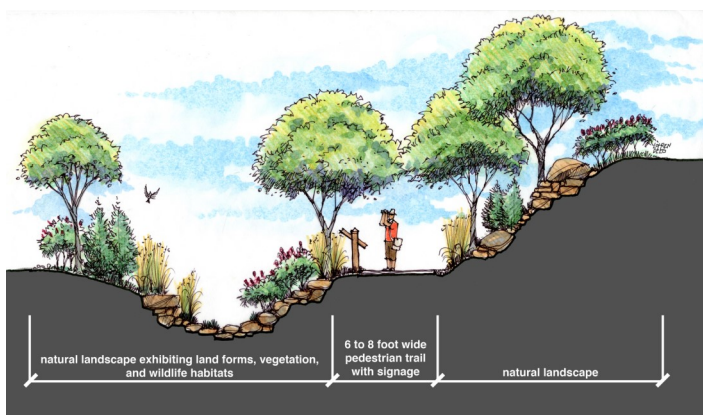 natural landscape exhibiting land forms, vegetation,
and wildlife habitats
6 to 8 foot wide
pedestrian trail
with signage
natural landscape